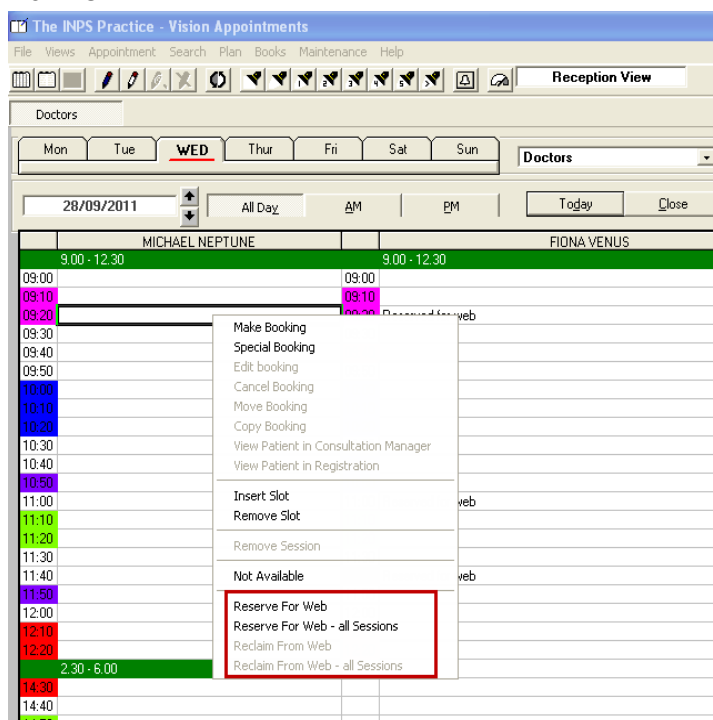 The INPS Practice - Vision Appointments
File Views Appointment Search Plan Books Maintenance Help
Reception View
Doctors
Mon Tue WED Thur Fri Sat Sun Doctors
28/09/2011 All Day AM PM Today Close
MICHAEL NEPTUNE FIONA VENUS
9.00 - 12.30 9.00 - 12.30
09:00 09:00
09:10 09:10
09:20 09:20 Reserved for web
Make Booking
09:30
Special Booking
09:40
Edit booking
09:50
Cancel Booking
10:00
Move Booking
10:10
Copy Booking
10:20
View Patient in Consultation Manager
10:30
View Patient in Registration
10:40
10:50
Insert Slot
11:00 web
Remove Slot
11:10
11:20
Remove Session
11:30
11:40 Not Available web
11:50
Reserve For Web
12:00
Reserve For Web - all Sessions
12:10
Reclaim From Web
12:20
Reclaim From Web - all Sessions
2.30 - 6.00
14:30
14:40